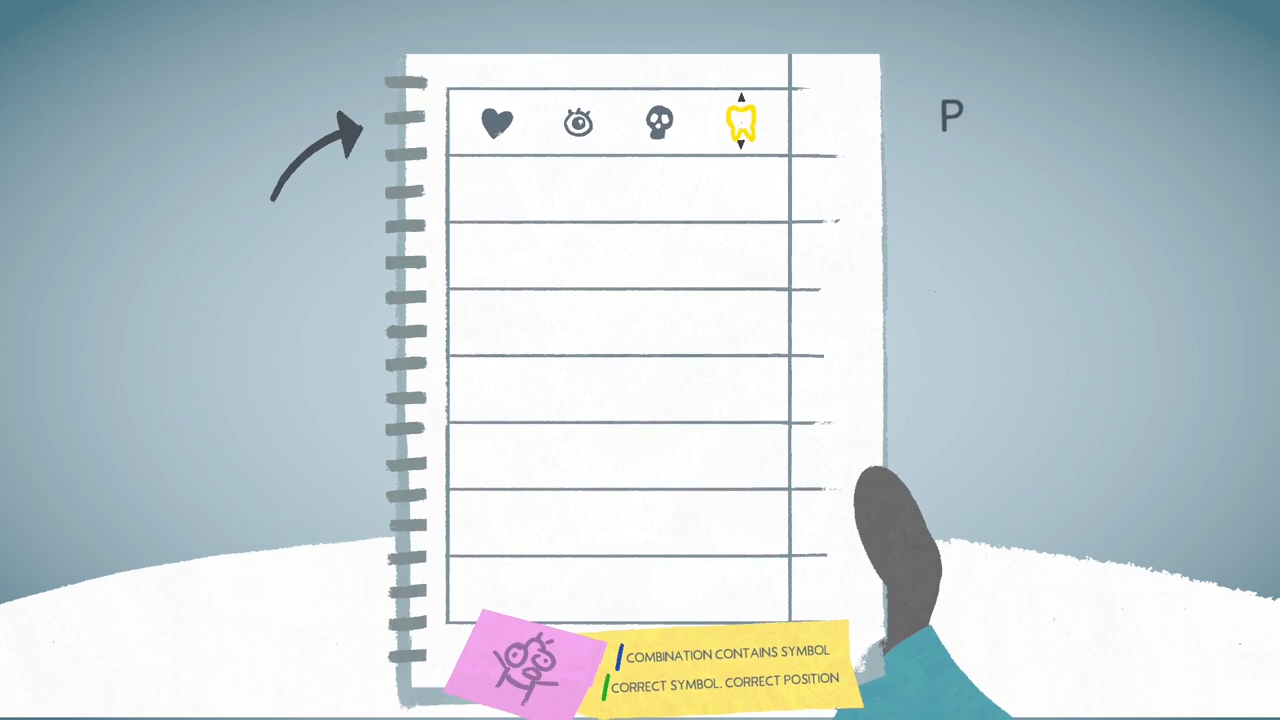 P
COMBINATION CONTAINS SYMBOL
CORRECT SYMBOL. CORRECT POSITION